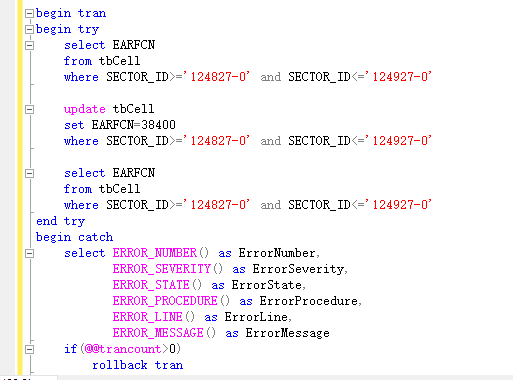 begin tran
begin try
select EARFCN
from tbCell
where SECTOR_ID>='124827-0' and SECTOR_ID<='124927-0'
update tbCell
set EARFCN=38400
where SECTOR_ID>='124827-0' and SECTOR_ID<='124927-0'
select EARFCN
from tbCell
where SECTOR_ID>='124827-0' and SECTOR_ID<='124927-0'
end try
begin catch
select ERROR_NUMBER() as ErrorNumber,
ERROR_SEVERITY() as ErrorSeverity,
ERROR_STATE() as ErrorState,
ERROR_PROCEDURE() as ErrorProcedure,
ERROR_LINE() as ErrorLine,
ERROR_MESSAGE() as ErrorMessage
if(@@trancount>0)
rollback tran